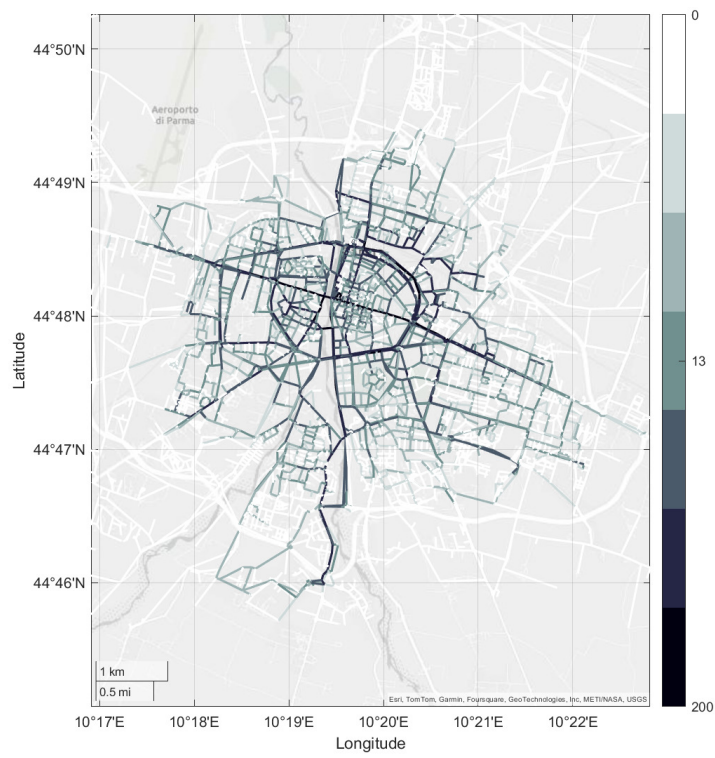 0
44°50'N
Aeroporto
di Parma
44°49'N
44°48'N
13
Latitude
44°47'N
44°46'N
1 km
0.5 mi
Esri, TomTom, Garmin, Foursquare, GeoTechnologies, Inc, METI/NASA, USGS
200
10°17'E 10°18'E 10°19'E 10°20'E 10°21'E 10°22'E
Longitude